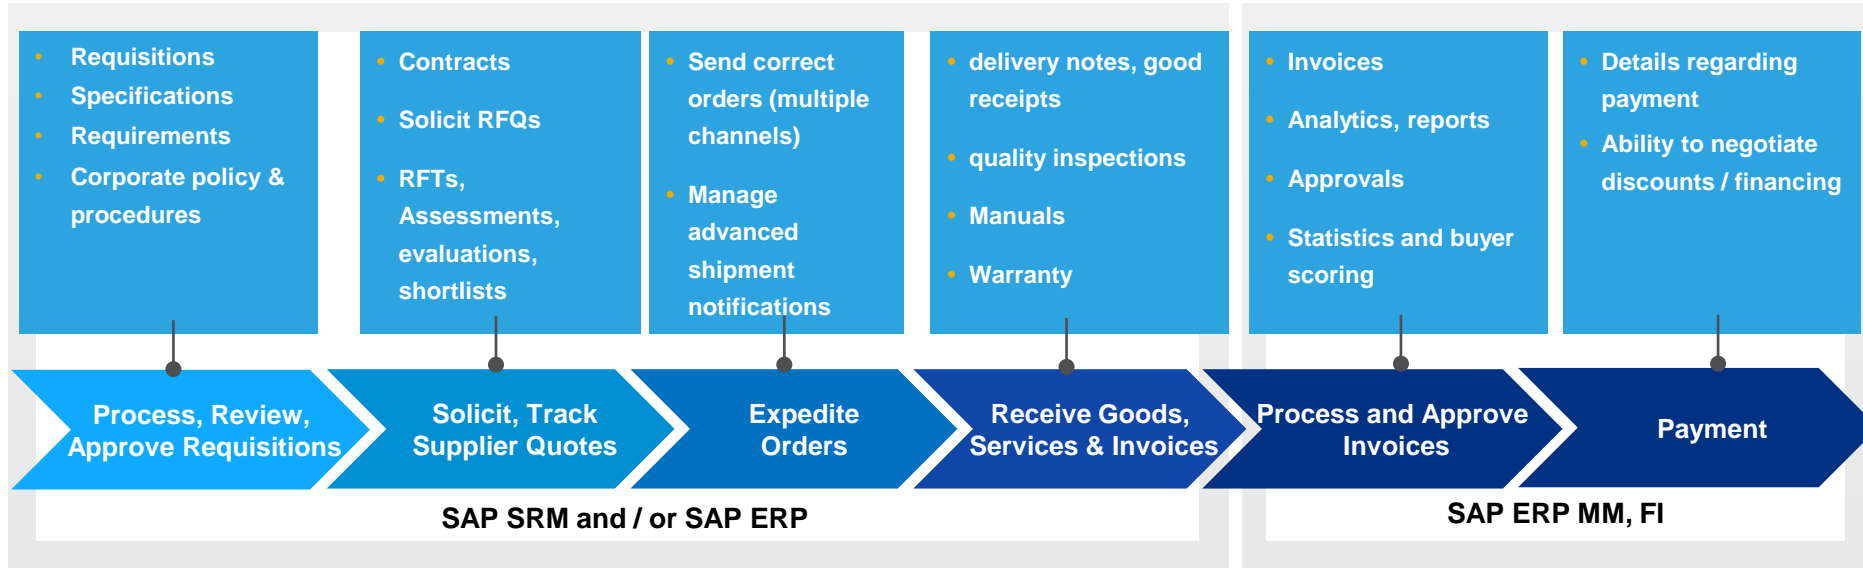 • Requisitions
• Specifications
• Requirements
• Corporate policy &
procedures
• Contracts
• Solicit RFQs
• RFTs,
Assessments,
evaluations,
shortlists
• Send correct
orders (multiple
channels)
• Manage
advanced
shipment
notifications
• delivery notes, good
receipts
• quality inspections
• Manuals
• Warranty
• Invoices
• Analytics, reports
• Approvals
• Statistics and buyer
scoring
• Details regarding
payment
• Ability to negotiate
discounts / financing
Process, Review,
Approve Requisitions
Solicit, Track
Supplier Quotes
Expedite
Orders
Receive Goods,
Services & Invoices
Process and Approve
Invoices
Payment
SAP SRM and / or SAP ERP
SAP ERP MM, FI